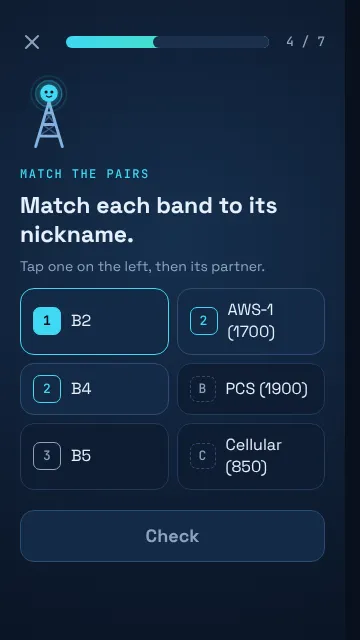 4 / 7
MATCH THE PAIRS
Match each band to its
nickname.
Tap one on the left, then its partner.
1 B2
2 AWS-1
(1700)
2 B4
B PCS (1900)
3 B5
C Cellular
(850)
Check